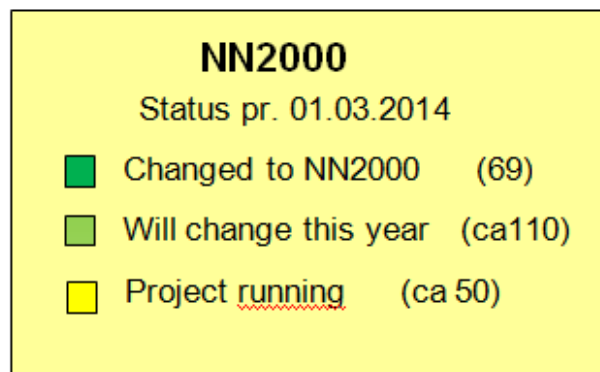 NN2000
Status pr. 01.03.2014
Changed to NN2000 (69)
Will change this year (ca110)
Project running (ca 50)